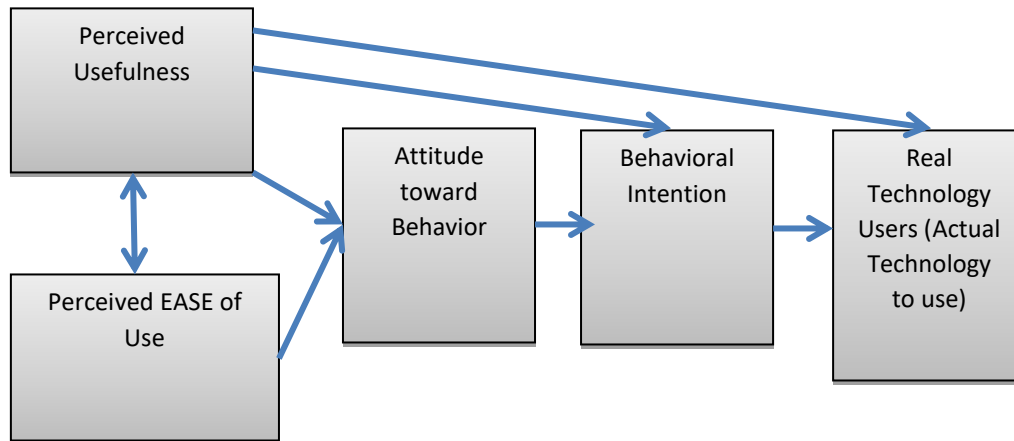 Perceived
Usefulness
Attitude
toward
Behavior
Behavioral
Intention
Real
Technology
Users (Actual
Technology
to use)
Perceived EASE of
Use